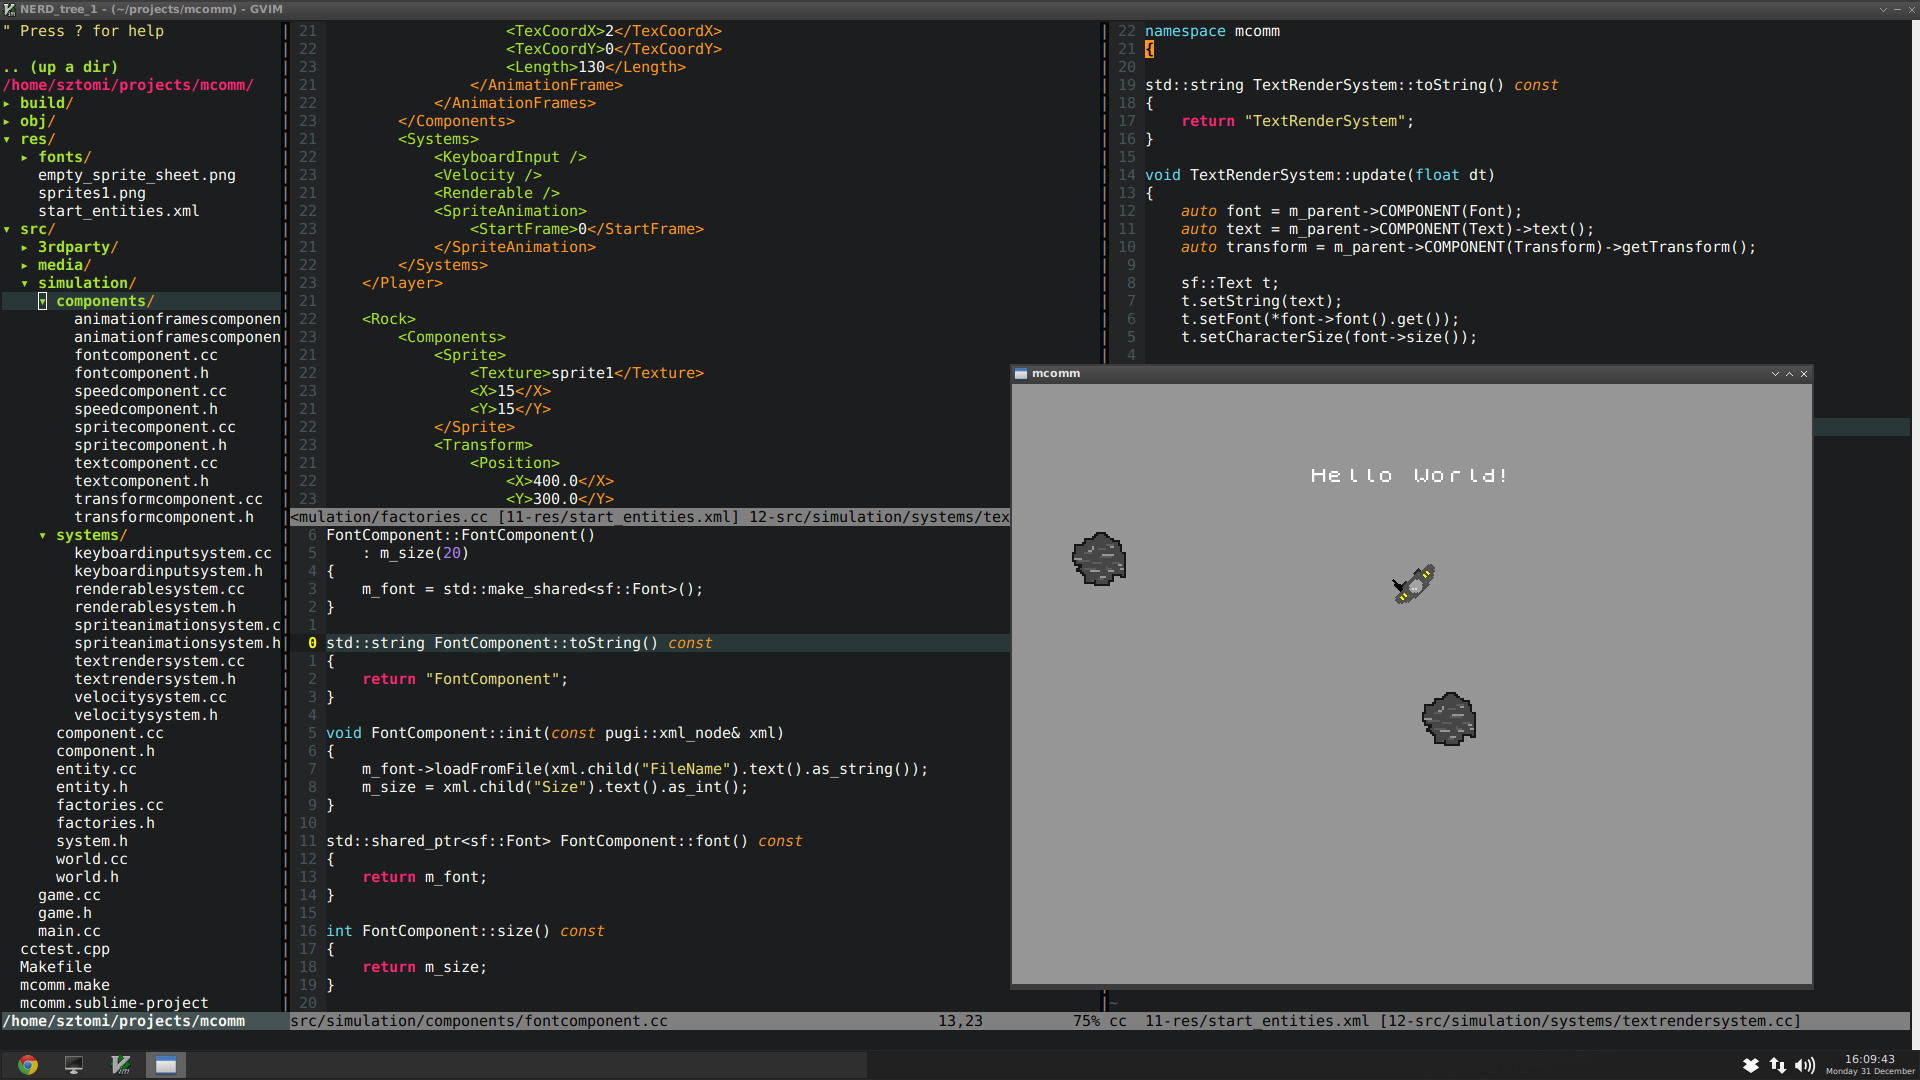 NERD_tree_1 - (~/projects/mcomm) - GVIM
" Press ? for help
.. (up a dir)
/home/sztomi/projects/mcomm/
▸ build/
▸ obj/
▾ res/
▸ fonts/
empty_sprite_sheet.png
sprites1.png
start_entities.xml
▾ src/
▸ 3rdparty/
▸ media/
▾ simulation/
▾ components/
animationframescomponen
animationframescomponen
fontcomponent.cc
fontcomponent.h
speedcomponent.cc
speedcomponent.h
spritecomponent.cc
spritecomponent.h
textcomponent.cc
textcomponent.h
transformcomponent.cc
transformcomponent.h
▾ systems/
keyboardinputsystem.cc
keyboardinputsystem.h
renderablesystem.cc
renderablesystem.h
spriteanimationsystem.c
spriteanimationsystem.h
textrendersystem.cc
textrendersystem.h
velocitysystem.cc
velocitysystem.h
component.cc
component.h
entity.cc
entity.h
factories.cc
factories.h
system.h
world.cc
world.h
game.cc
game.h
main.cc
cctest.cpp
Makefile
mcomm.make
mcomm.sublime-project
/home/sztomi/projects/mcomm
21 <TexCoordX>2</TexCoordX>
22 <TexCoordY>0</TexCoordY>
23 <Length>130</Length>
21 </AnimationFrame>
22 </AnimationFrames>
23 </Components>
21 <Systems>
22 <KeyboardInput />
23 <Velocity />
21 <Renderable />
22 <SpriteAnimation>
23 <StartFrame>0</StartFrame>
21 </SpriteAnimation>
22 </Systems>
23 </Player>
21
22 <Rock>
23 <Components>
21 <Sprite>
22 <Texture>sprite1</Texture>
23 <X>15</X>
21 <Y>15</Y>
22 </Sprite>
23 <Transform>
21 <Position>
22 <X>400.0</X>
23 <Y>300.0</Y>
<mulation/factories.cc [11-res/start_entities.xml] 12-src/simulation/systems/tex
6 FontComponent::FontComponent()
5 : m_size(20)
4 {
3 m_font = std::make_shared<sf::Font>();
2 }
1
0 std::string FontComponent::toString() const
1 {
2 return "FontComponent";
3 }
4
5 void FontComponent::init(const pugi::xml_node& xml)
6 {
7 m_font->loadFromFile(xml.child("FileName").text().as_string());
8 m_size = xml.child("Size").text().as_int();
9 }
10
11 std::shared_ptr<sf::Font> FontComponent::font() const
12 {
13 return m_font;
14 }
15
16 int FontComponent::size() const
17 {
18 return m_size;
19 }
20
src/simulation/components/fontcomponent.cc 13,23 75%
22 namespace mcomm
21 {
20
19 std::string TextRenderSystem::toString() const
18 {
17 return "TextRenderSystem";
16 }
15
14 void TextRenderSystem::update(float dt)
13 {
12 auto font = m_parent->COMPONENT(Font);
11 auto text = m_parent->COMPONENT(Text)->text();
10 auto transform = m_parent->COMPONENT(Transform)->getTransform();
9
8 sf::Text t;
7 t.setString(text);
6 t.setFont(*font->font().get());
5 t.setCharacterSize(font->size());
4
~
cc 11-res/start_entities.xml [12-src/simulation/systems/textrendersystem.cc]
mcomm
Hello World!
16:09:43
Monday 31 December